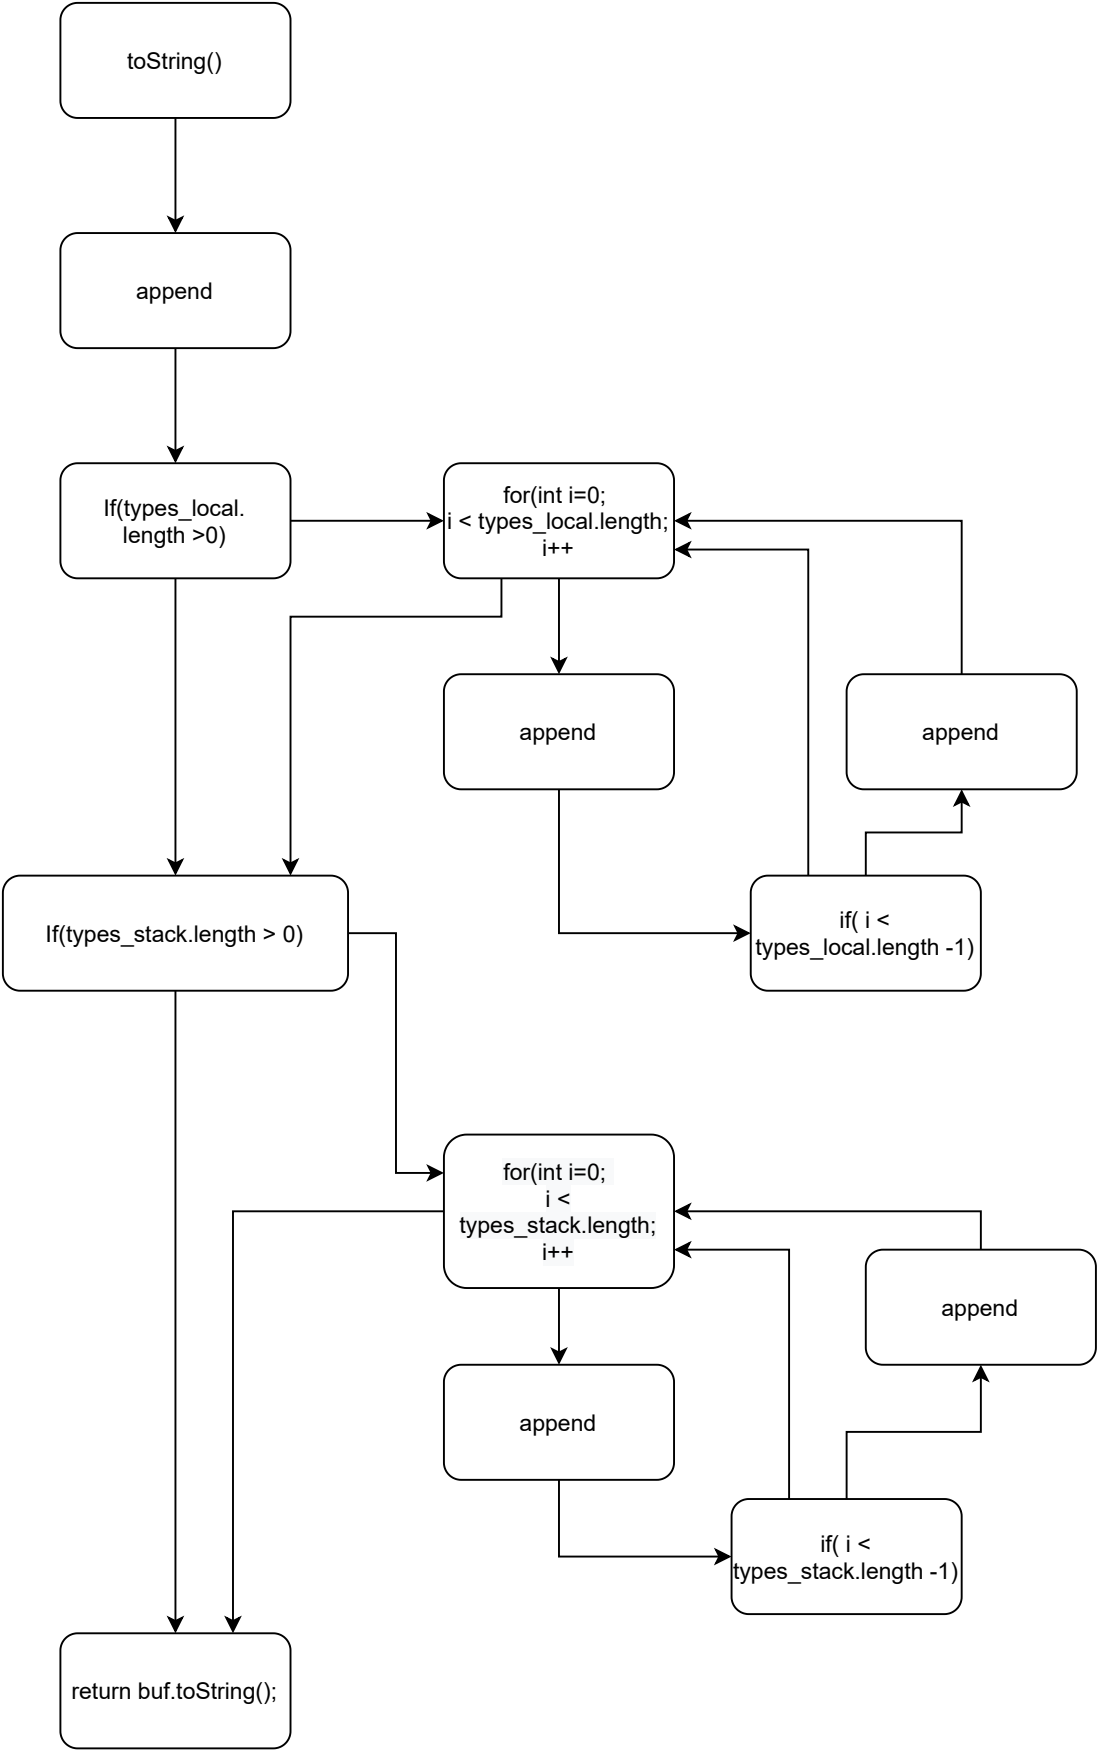 toString()
append
If(types_local.
length >0)
for(int i=0;
i < types_local.length;
i++
append
append
if( i <
types_local.length -1)
If(types_stack.length > 0)
for(int i=0;
i <
types_stack.length;
i++
append
append
if( i <
types_stack.length -1)
return buf.toString();